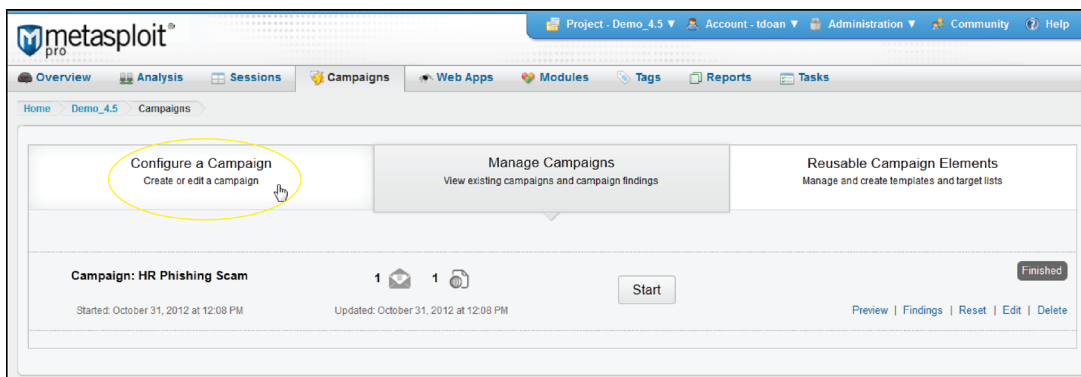 Project - Demo_4.5 ▼ Account - tdoan ▼ Administration ▼ Community Help
metasploit®
pro
Overview Analysis Sessions Campaigns Web Apps Modules Tags Reports Tasks
Home Demo_4.5 Campaigns
Configure a Campaign
Create or edit a campaign
Manage Campaigns
View existing campaigns and campaign findings
Reusable Campaign Elements
Manage and create templates and target lists
Campaign: HR Phishing Scam
1 1
Start
Finished
Started: October 31, 2012 at 12:08 PM
Updated: October 31, 2012 at 12:08 PM
Preview | Findings | Reset | Edit | Delete